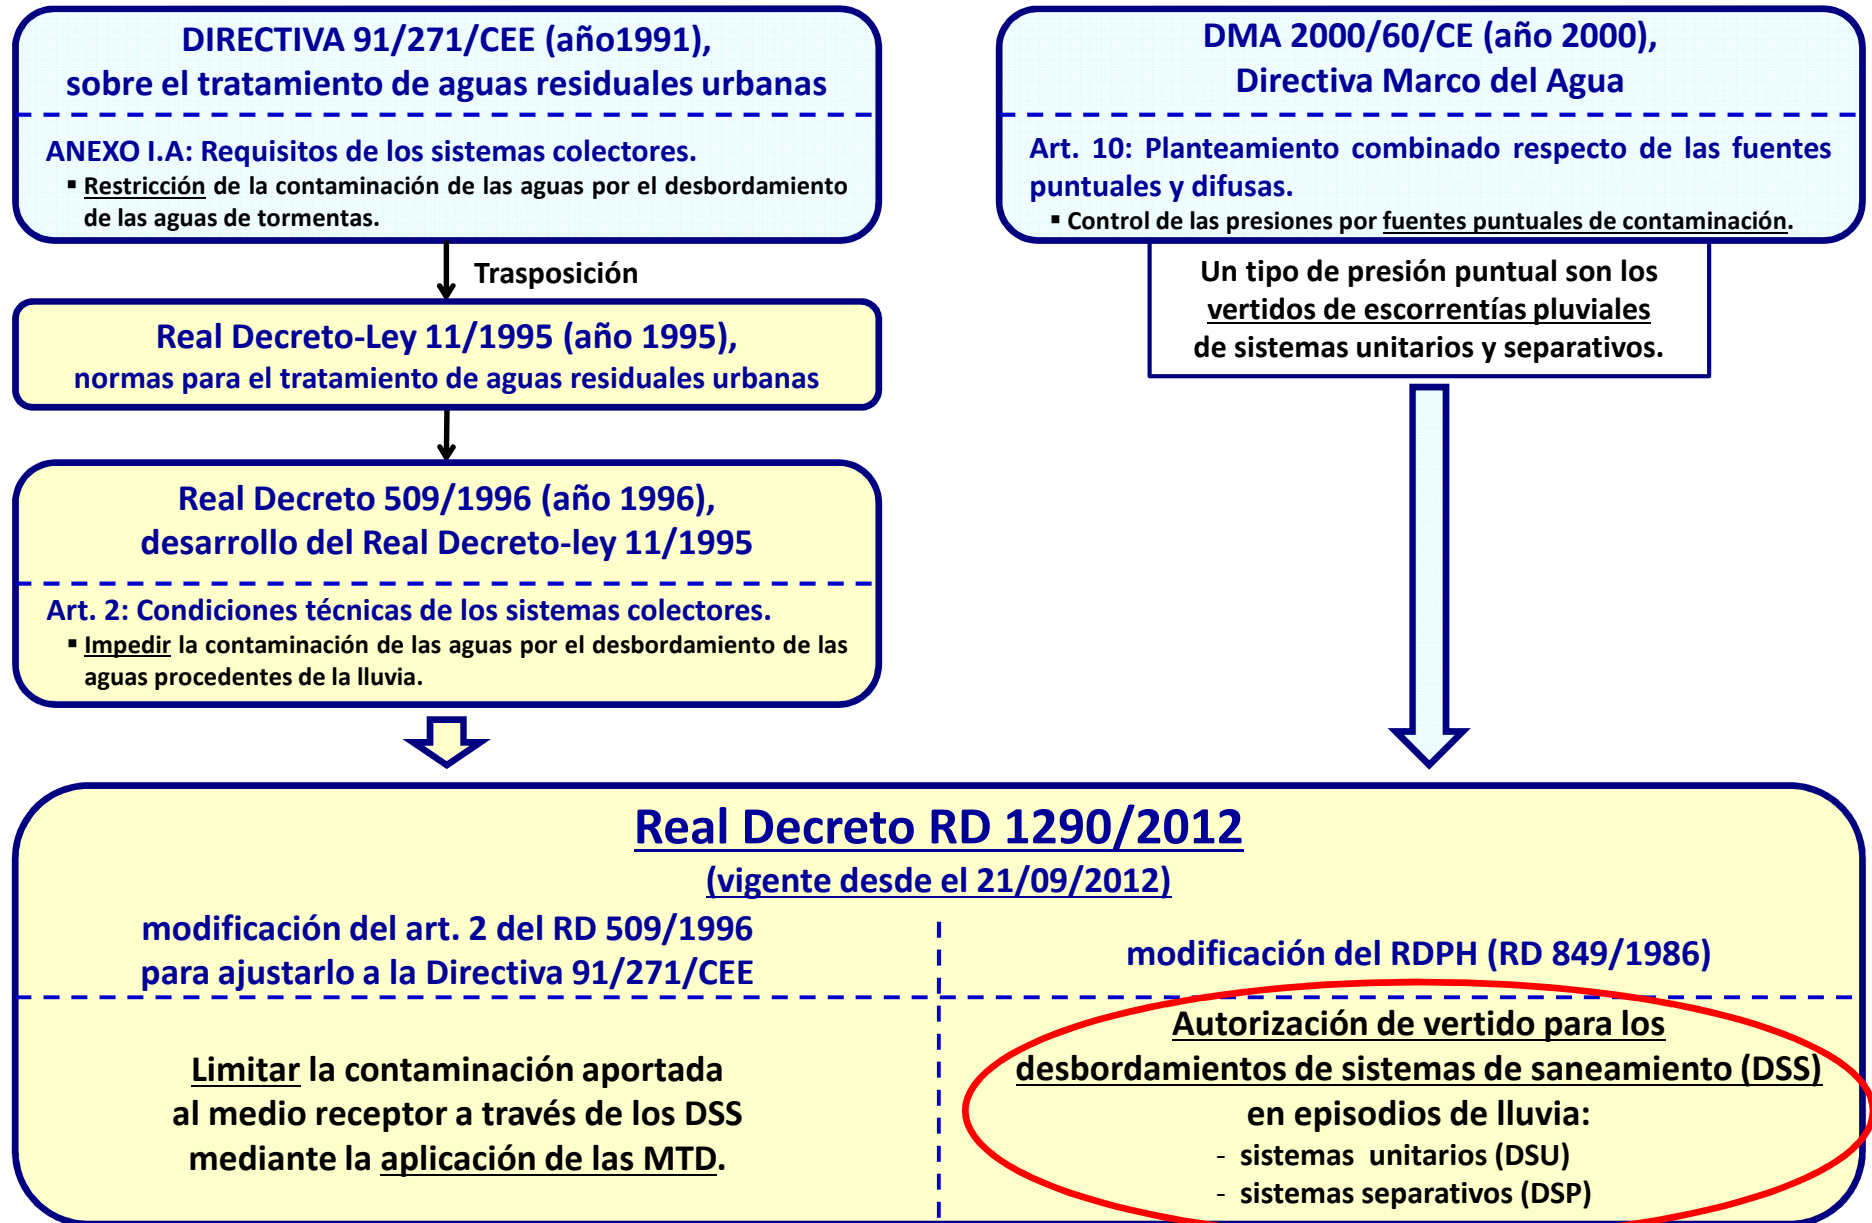 DIRECTIVA 91/271/CEE (año1991),
sobre el tratamiento de aguas residuales urbanas
ANEXO I.A: Requisitos de los sistemas colectores.
▪ Restricción de la contaminación de las aguas por el desbordamiento
de las aguas de tormentas.
Trasposición
Real Decreto-Ley 11/1995 (año 1995),
normas para el tratamiento de aguas residuales urbanas
Real Decreto 509/1996 (año 1996),
desarrollo del Real Decreto-ley 11/1995
Art. 2: Condiciones técnicas de los sistemas colectores.
▪ Impedir la contaminación de las aguas por el desbordamiento de las
aguas procedentes de la lluvia.
DMA 2000/60/CE (año 2000),
Directiva Marco del Agua
Art. 10: Planteamiento combinado respecto de las fuentes
puntuales y difusas.
▪ Control de las presiones por fuentes puntuales de contaminación.
Un tipo de presión puntual son los
vertidos de escorrentías pluviales
de sistemas unitarios y separativos.
Real Decreto RD 1290/2012
(vigente desde el 21/09/2012)
modificación del art. 2 del RD 509/1996
para ajustarlo a la Directiva 91/271/CEE
Limitar la contaminación aportada
al medio receptor a través de los DSS
mediante la aplicación de las MTD.
modificación del RDPH (RD 849/1986)
Autorización de vertido para los
desbordamientos de sistemas de saneamiento (DSS)
en episodios de lluvia:
- sistemas unitarios (DSU)
- sistemas separativos (DSP)